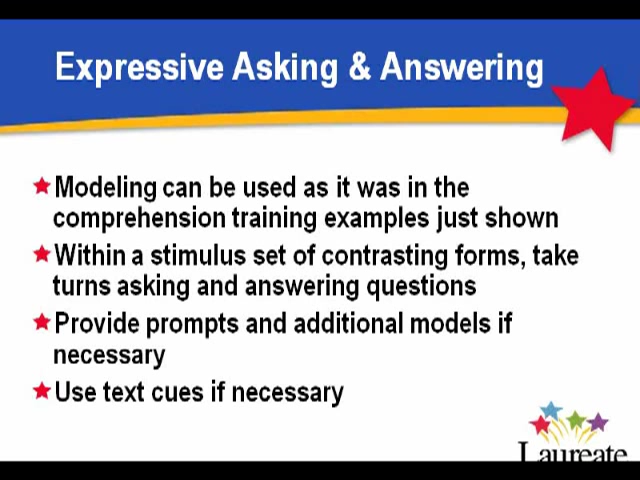 Expressive Asking & Answering
Modeling can be used as it was in the
comprehension training examples just shown
Within a stimulus set of contrasting forms, take
turns asking and answering questions
Provide prompts and additional models if
necessary
Use text cues if necessary
Laureate